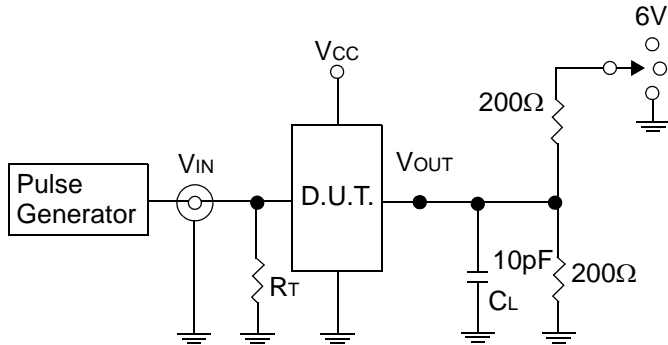 6V
VCC
200Ω
VIN
VOUT
Pulse
Generator
D.U.T.
10pF
200Ω
RT
CL